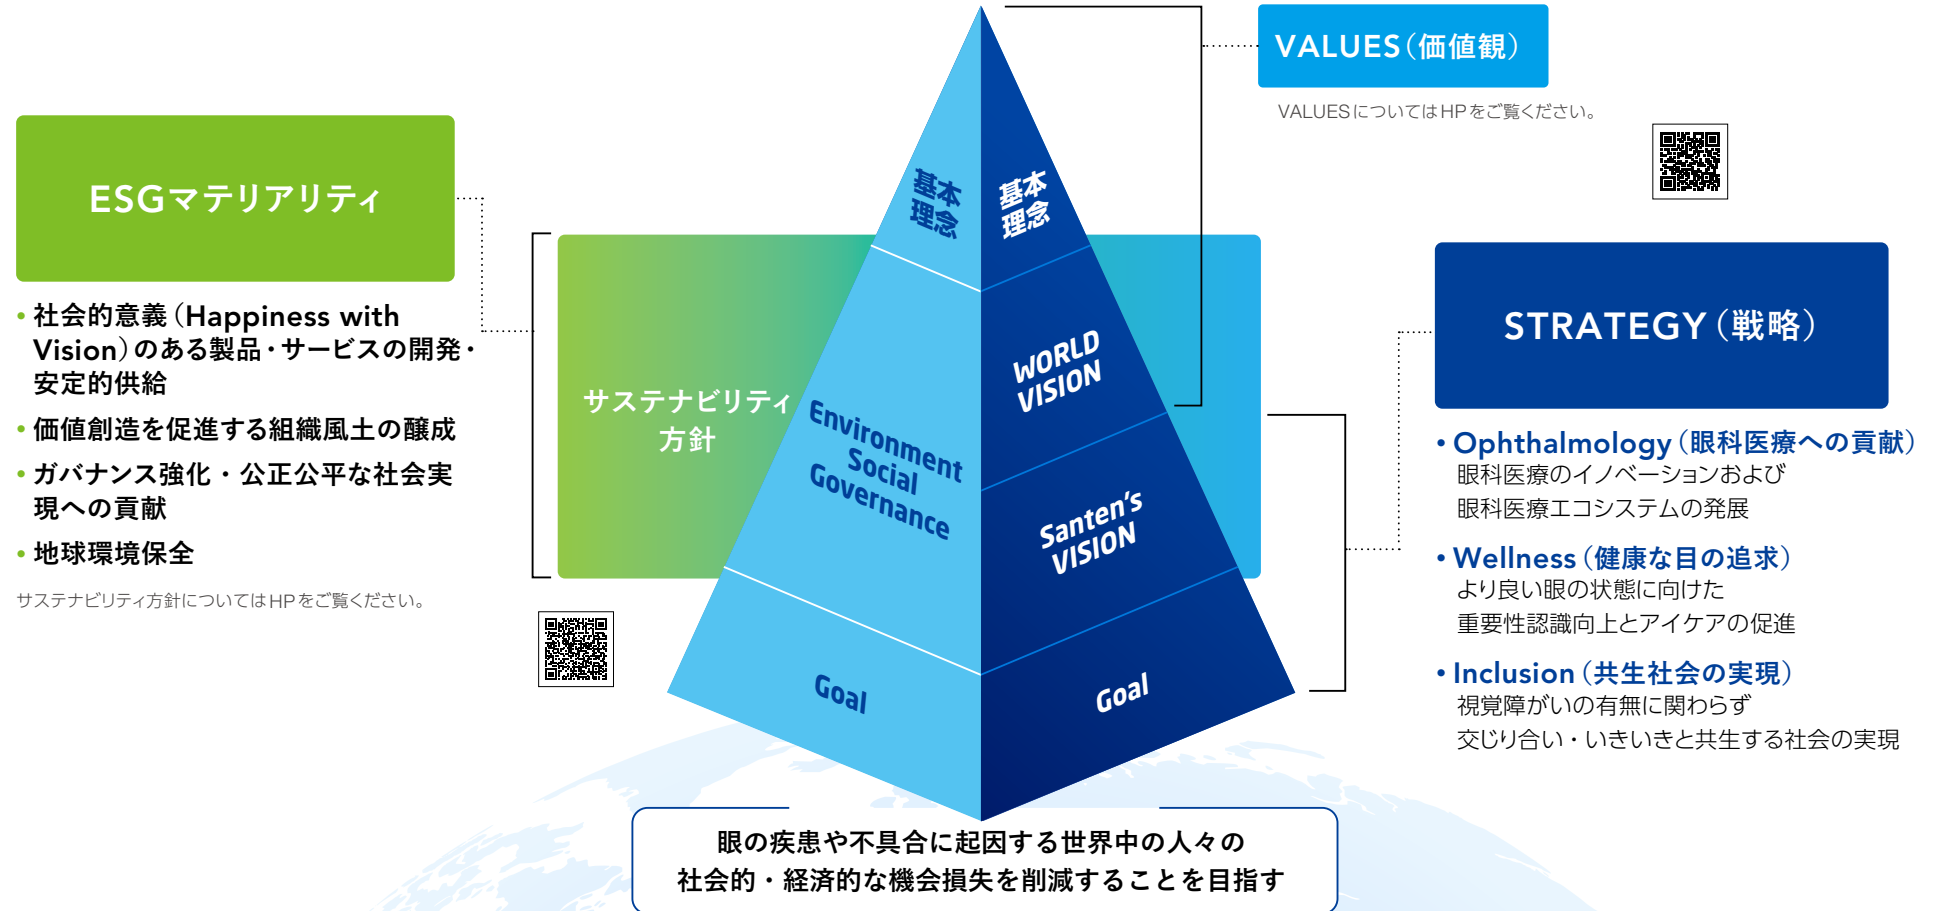 VALUES（価値観）
VALUESについてはHPをご覧ください。
ESGマテリアリティ
• 社会的意義（Happiness with
Vision）のある製品・サービスの開発・
安定的供給
• 価値創造を促進する組織風土の醸成
• ガバナンス強化・公正公平な社会実
現への貢献
• 地球環境保全
サステナビリティ方針についてはHPをご覧ください。
サステナビリティ
方針
基本
理念
Environment
Social
Governance
Goal
基本
理念
WORLD
VISION
Santen's
VISION
Goal
STRATEGY（戦略）
• Ophthalmology（眼科医療への貢献）
眼科医療のイノベーションおよび
眼科医療エコシステムの発展
• Wellness（健康な目の追求）
より良い眼の状態に向けた
重要性認識向上とアイケアの促進
• Inclusion（共生社会の実現）
視覚障がいの有無に関わらず
交じり合い・いきいきと共生する社会の実現
眼の疾患や不具合に起因する世界中の人々の
社会的・経済的な機会損失を削減することを目指す